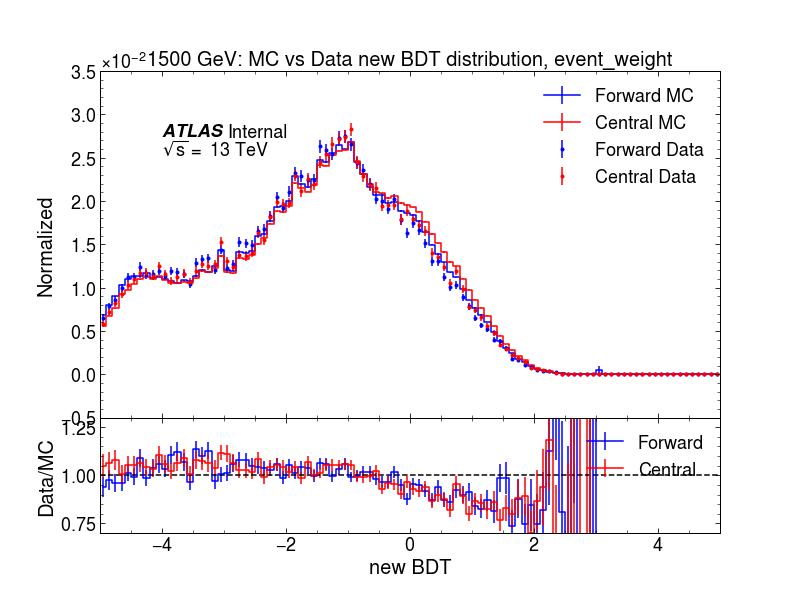 ×10⁻² 1500 GeV: MC vs Data new BDT distribution, event_weight
3.5
3.0
2.5
2.0
1.5
1.0
0.5
0.0
0.5
Normalized
ATLAS Internal
√s = 13 TeV
Forward MC
Central MC
Forward Data
Central Data
1.25
1.00
0.75
Data/MC
Forward
Central
−4 −2 0 2 4
new BDT